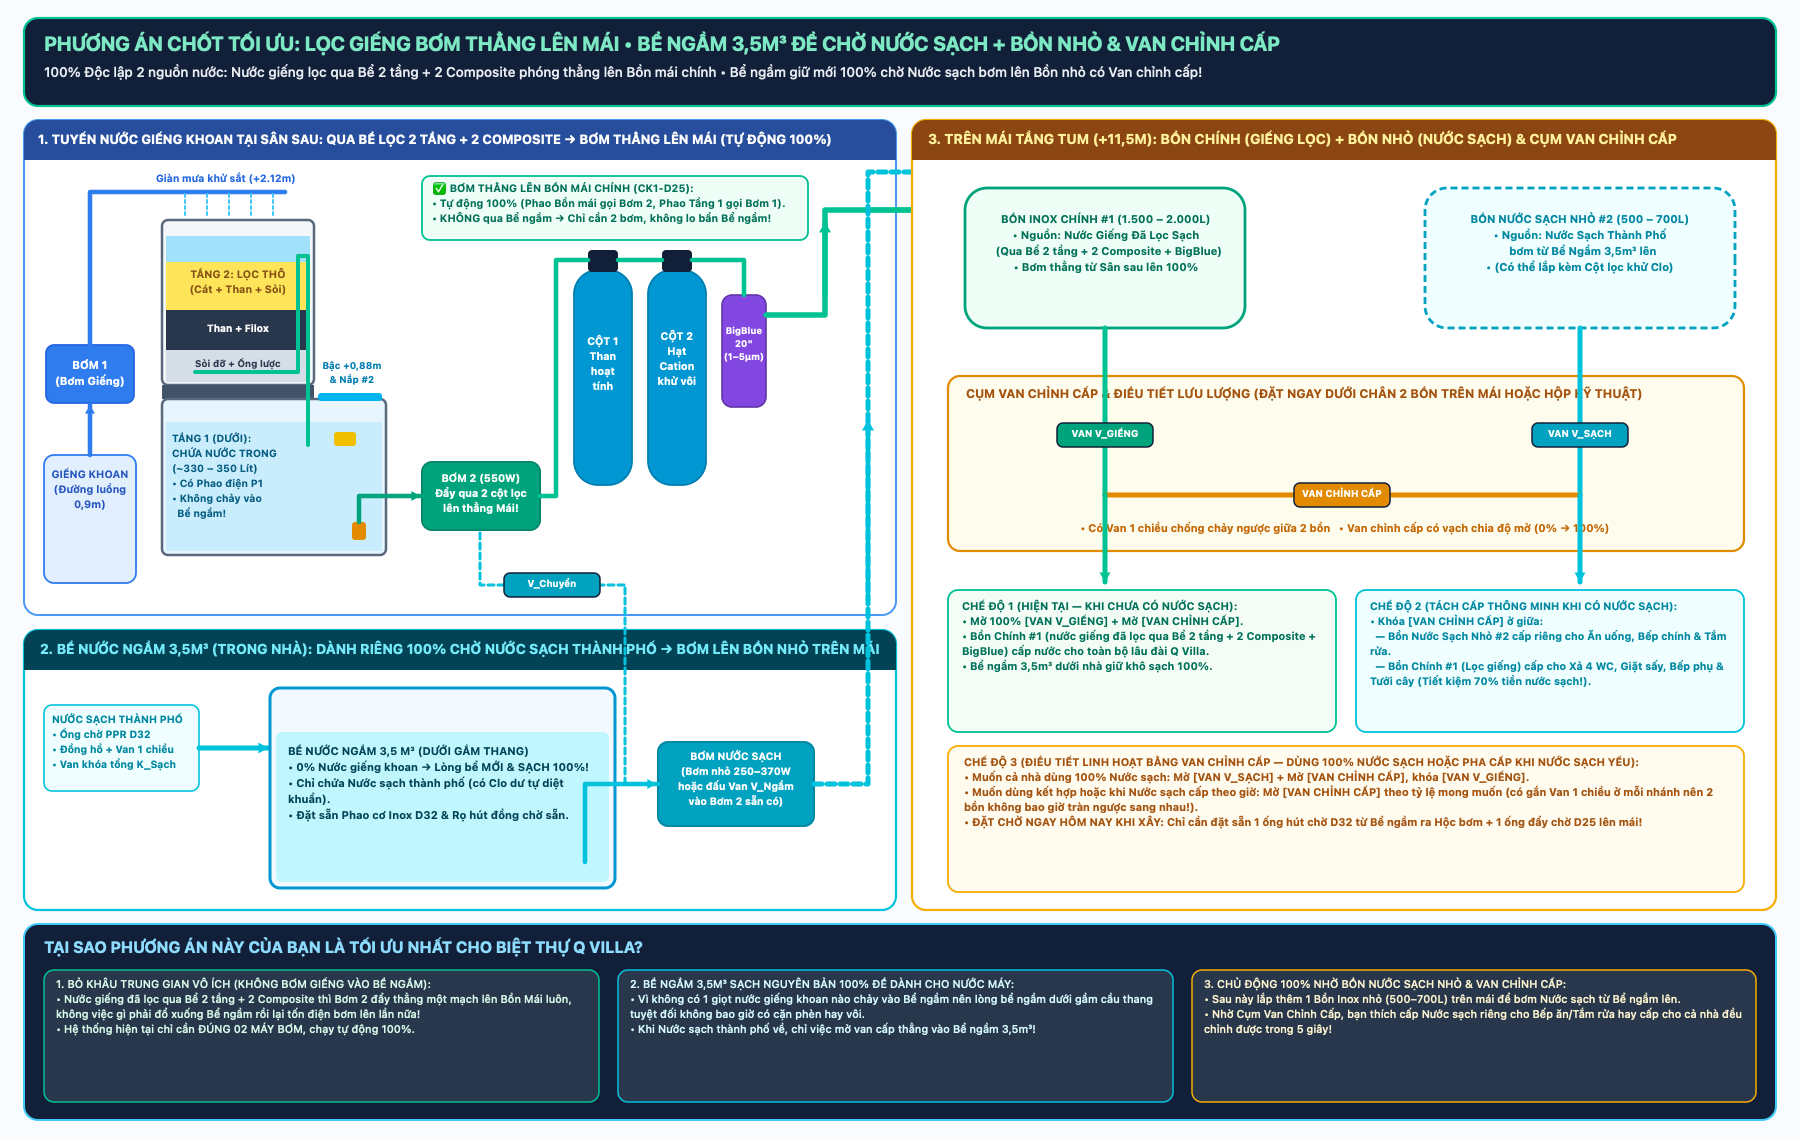 PHƯƠNG ÁN CHỐT TỐI ƯU: LỌC GIẾNG BƠM THẲNG LÊN MÁI • BỂ NGẦM 3,5M³ ĐỂ CHỜ NƯỚC SẠCH + BỒN NHỎ & VAN CHỈNH CẤP
100% Độc lập 2 nguồn nước: Nước giếng lọc qua Bể 2 tầng + 2 Composite phóng thẳng lên Bồn mái chính • Bể ngầm giữ mới 100% chờ Nước sạch bơm lên Bồn nhỏ có Van chỉnh cấp!
1. TUYẾN NƯỚC GIẾNG KHOAN TẠI SÂN SAU: QUA BỂ LỌC 2 TẦNG + 2 COMPOSITE → BƠM THẲNG LÊN MÁI (TỰ ĐỘNG 100%)
Giàn mưa khử sắt (+2.12m)
✅ BƠM THẲNG LÊN BỒN MÁI CHÍNH (CK1-D25):
• Tự động 100% (Phao Bồn mái gọi Bơm 2, Phao Tầng 1 gọi Bơm 1).
• KHÔNG qua Bể ngầm → Chỉ cần 2 bơm, không lo bẩn Bể ngầm!
TẦNG 2: LỌC THÔ
(Cát + Than + Sỏi)
Than + Filox
Sỏi đỡ + Ống lược
BƠM 1
(Bơm Giếng)
Bậc +0,88m
& Nắp #2
GIẾNG KHOAN
(Đường luồng
0,9m)
TẦNG 1 (DƯỚI):
CHỨA NƯỚC TRONG
(~330 – 350 Lít)
• Có Phao điện P1
• Không chảy vào
Bể ngầm!
BƠM 2 (550W)
Đẩy qua 2 cột lọc
lên thẳng Mái!
CỘT 1
Than
hoạt
tính
CỘT 2
Hạt
Cation
khử vôi
BigBlue
20"
(1–5μm)
V_Chuyển
2. BỂ NƯỚC NGẦM 3,5M³ (TRONG NHÀ): DÀNH RIÊNG 100% CHỜ NƯỚC SẠCH THÀNH PHỐ → BƠM LÊN BỒN NHỎ TRÊN MÁI
NƯỚC SẠCH THÀNH PHỐ
• Ống chờ PPR D32
• Đồng hồ + Van 1 chiều
• Van khóa tổng K_Sạch
BỂ NƯỚC NGẦM 3,5 M³ (DƯỚI GẦM THANG)
• 0% Nước giếng khoan → Lòng bể MỚI & SẠCH 100%!
• Chỉ chứa Nước sạch thành phố (có Clo dư tự diệt
khuẩn).
• Đặt sẵn Phao cơ Inox D32 & Rọ hút đồng chờ sẵn.
BƠM NƯỚC SẠCH
(Bơm nhỏ 250–370W
hoặc đấu Van V_Ngầm
vào Bơm 2 sẵn có)
3. TRÊN MÁI TẦNG TUM (+11,5M): BỒN CHÍNH (GIẾNG LỌC) + BỒN NHỎ (NƯỚC SẠCH) & CỤM VAN CHỈNH CẤP
BỒN INOX CHÍNH #1 (1.500 – 2.000L)
• Nguồn: Nước Giếng Đã Lọc Sạch
(Qua Bể 2 tầng + 2 Composite + BigBlue)
• Bơm thẳng từ Sân sau lên 100%
BỒN NƯỚC SẠCH NHỎ #2 (500 – 700L)
• Nguồn: Nước Sạch Thành Phố
bơm từ Bể Ngầm 3,5m³ lên
• (Có thể lắp kèm Cột lọc khử Clo)
CỤM VAN CHỈNH CẤP & ĐIỀU TIẾT LƯU LƯỢNG (ĐẶT NGAY DƯỚI CHÂN 2 BỒN TRÊN MÁI HOẶC HỘP KỸ THUẬT)
VAN V_GIẾNG
VAN V_SẠCH
VAN CHỈNH CẤP
• Có Van 1 chiều chống chảy ngược giữa 2 bồn • Van chỉnh cấp có vạch chia độ mở (0% → 100%)
CHẾ ĐỘ 1 (HIỆN TẠI — KHI CHƯA CÓ NƯỚC SẠCH):
• Mở 100% [VAN V_GIẾNG] + Mở [VAN CHỈNH CẤP].
• Bồn Chính #1 (nước giếng đã lọc qua Bể 2 tầng + 2 Composite +
BigBlue) cấp nước cho toàn bộ lâu đài Q Villa.
• Bể ngầm 3,5m³ dưới nhà giữ khô sạch 100%.
CHẾ ĐỘ 2 (TÁCH CẤP THÔNG MINH KHI CÓ NƯỚC SẠCH):
• Khóa [VAN CHỈNH CẤP] ở giữa:
— Bồn Nước Sạch Nhỏ #2 cấp riêng cho Ăn uống, Bếp chính & Tắm
rửa.
— Bồn Chính #1 (Lọc giếng) cấp cho Xả 4 WC, Giặt sấy, Bếp phụ &
Tưới cây (Tiết kiệm 70% tiền nước sạch!).
CHẾ ĐỘ 3 (ĐIỀU TIẾT LINH HOẠT BẰNG VAN CHỈNH CẤP — DÙNG 100% NƯỚC SẠCH HOẶC PHA CẤP KHI NƯỚC SẠCH YẾU):
• Muốn cả nhà dùng 100% Nước sạch: Mở [VAN V_SẠCH] + Mở [VAN CHỈNH CẤP], khóa [VAN V_GIẾNG].
• Muốn dùng kết hợp hoặc khi Nước sạch cấp theo giờ: Mở [VAN CHỈNH CẤP] theo tỷ lệ mong muốn (có gắn Van 1 chiều ở mỗi nhánh nên 2
bồn không bao giờ tràn ngược sang nhau!).
• ĐẶT CHỜ NGAY HÔM NAY KHI XÂY: Chỉ cần đặt sẵn 1 ống hút chờ D32 từ Bể ngầm ra Hộc bơm + 1 ống đẩy chờ D25 lên mái!
TẠI SAO PHƯƠNG ÁN NÀY CỦA BẠN LÀ TỐI ƯU NHẤT CHO BIỆT THỰ Q VILLA?
1. BỎ KHÂU TRUNG GIAN VÔ ÍCH (KHÔNG BƠM GIẾNG VÀO BỂ NGẦM):
• Nước giếng đã lọc qua Bể 2 tầng + 2 Composite thì Bơm 2 đẩy thẳng một mạch lên Bồn Mái luôn,
không việc gì phải đổ xuống Bể ngầm rồi lại tốn điện bơm lên lần nữa!
• Hệ thống hiện tại chỉ cần ĐÚNG 02 MÁY BƠM, chạy tự động 100%.
2. BỂ NGẦM 3,5M³ SẠCH NGUYÊN BẢN 100% ĐỂ DÀNH CHO NƯỚC MÁY:
• Vì không có 1 giọt nước giếng khoan nào chảy vào Bể ngầm nên lòng bể ngầm dưới gầm cầu thang
tuyệt đối không bao giờ có cặn phèn hay vôi.
• Khi Nước sạch thành phố về, chỉ việc mở van cấp thẳng vào Bể ngầm 3,5m³!
3. CHỦ ĐỘNG 100% NHỜ BỒN NƯỚC SẠCH NHỎ & VAN CHỈNH CẤP:
• Sau này lắp thêm 1 Bồn Inox nhỏ (500–700L) trên mái để bơm Nước sạch từ Bể ngầm lên.
• Nhờ Cụm Van Chỉnh Cấp, bạn thích cấp Nước sạch riêng cho Bếp ăn/Tắm rửa hay cấp cho cả nhà đều
chỉnh được trong 5 giây!